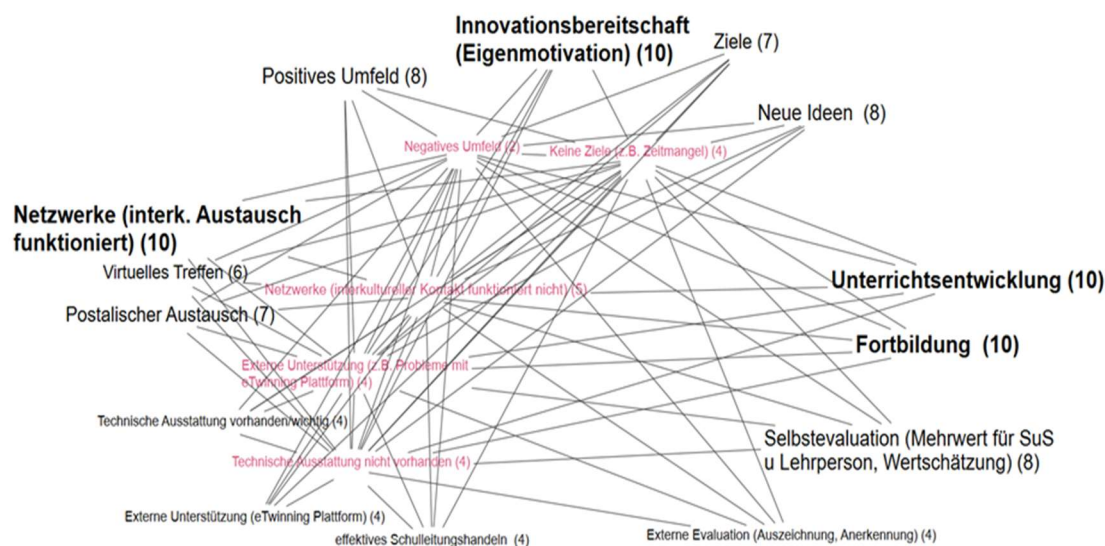 Innovationsbereitschaft
(Eigenmotivation) (10)
Ziele (7)
Positives Umfeld (8)
Neue Ideen (8)
Negatives Umfeld (2)
Keine Ziele (z.B. Zeitmangel) (4)
Netzwerke (interk. Austausch
funktioniert) (10)
Virtuelles Treffen (6)
Netzwerke (interkultureller Kontakt funktioniert nicht) (5)
Unterrichtsentwicklung (10)
Postalischer Austausch (7)
Fortbildung (10)
Externe Unterstützung (z.B. Probleme mit
eTwinning Plattform) (4)
Technische Ausstattung vorhanden/wichtig (4)
Selbstevaluation (Mehrwert für SuS
u Lehrperson, Wertschätzung) (8)
Technische Ausstattung nicht vorhanden (4)
Externe Unterstützung (eTwinning Plattform) (4)
effektives Schulleitungshandeln (4)
Externe Evaluation (Auszeichnung, Anerkennung) (4)